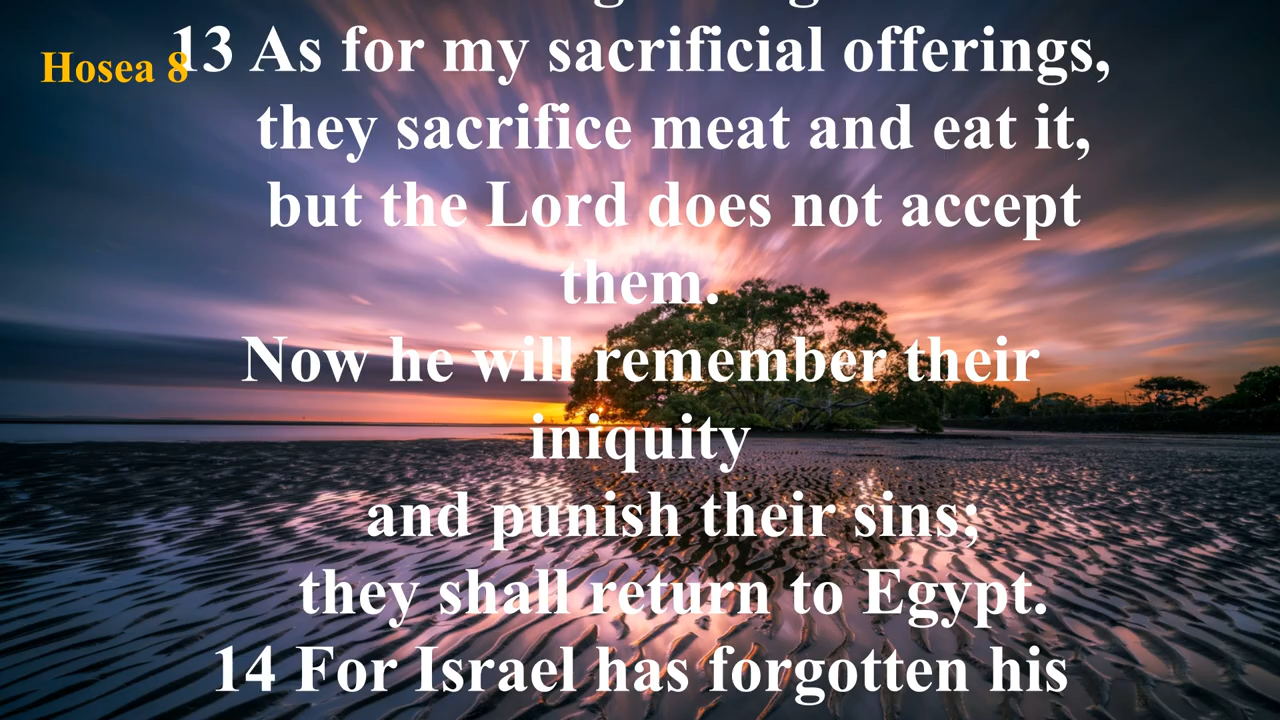 Hosea 8
13 As for my sacrificial offerings,
they sacrifice meat and eat it,
but the Lord does not accept
them.
Now he will remember their
iniquity
and punish their sins;
they shall return to Egypt.
14 For Israel has forgotten his